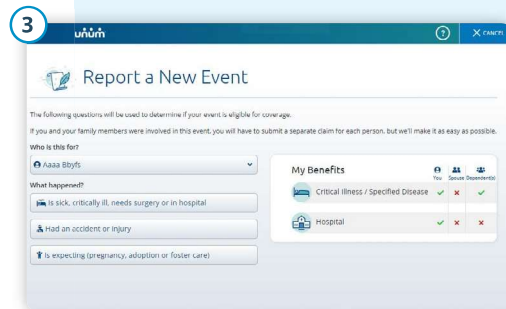 3
unum
? X CANCEL
Report a New Event
The following questions will be used to determine if your event is eligible for coverage.
If you and your family members were involved in this event, you will have to submit a separate claim for each person, but we'll make it as easy as possible.
Who is this for?
Aaaa Bbyfs
What happened?
Is sick, critically ill, needs surgery or in hospital
Had an accident or injury
Is expecting (pregnancy, adoption or foster care)
My Benefits
You Spouse Dependent(s)
Critical Illness / Specified Disease
Hospital